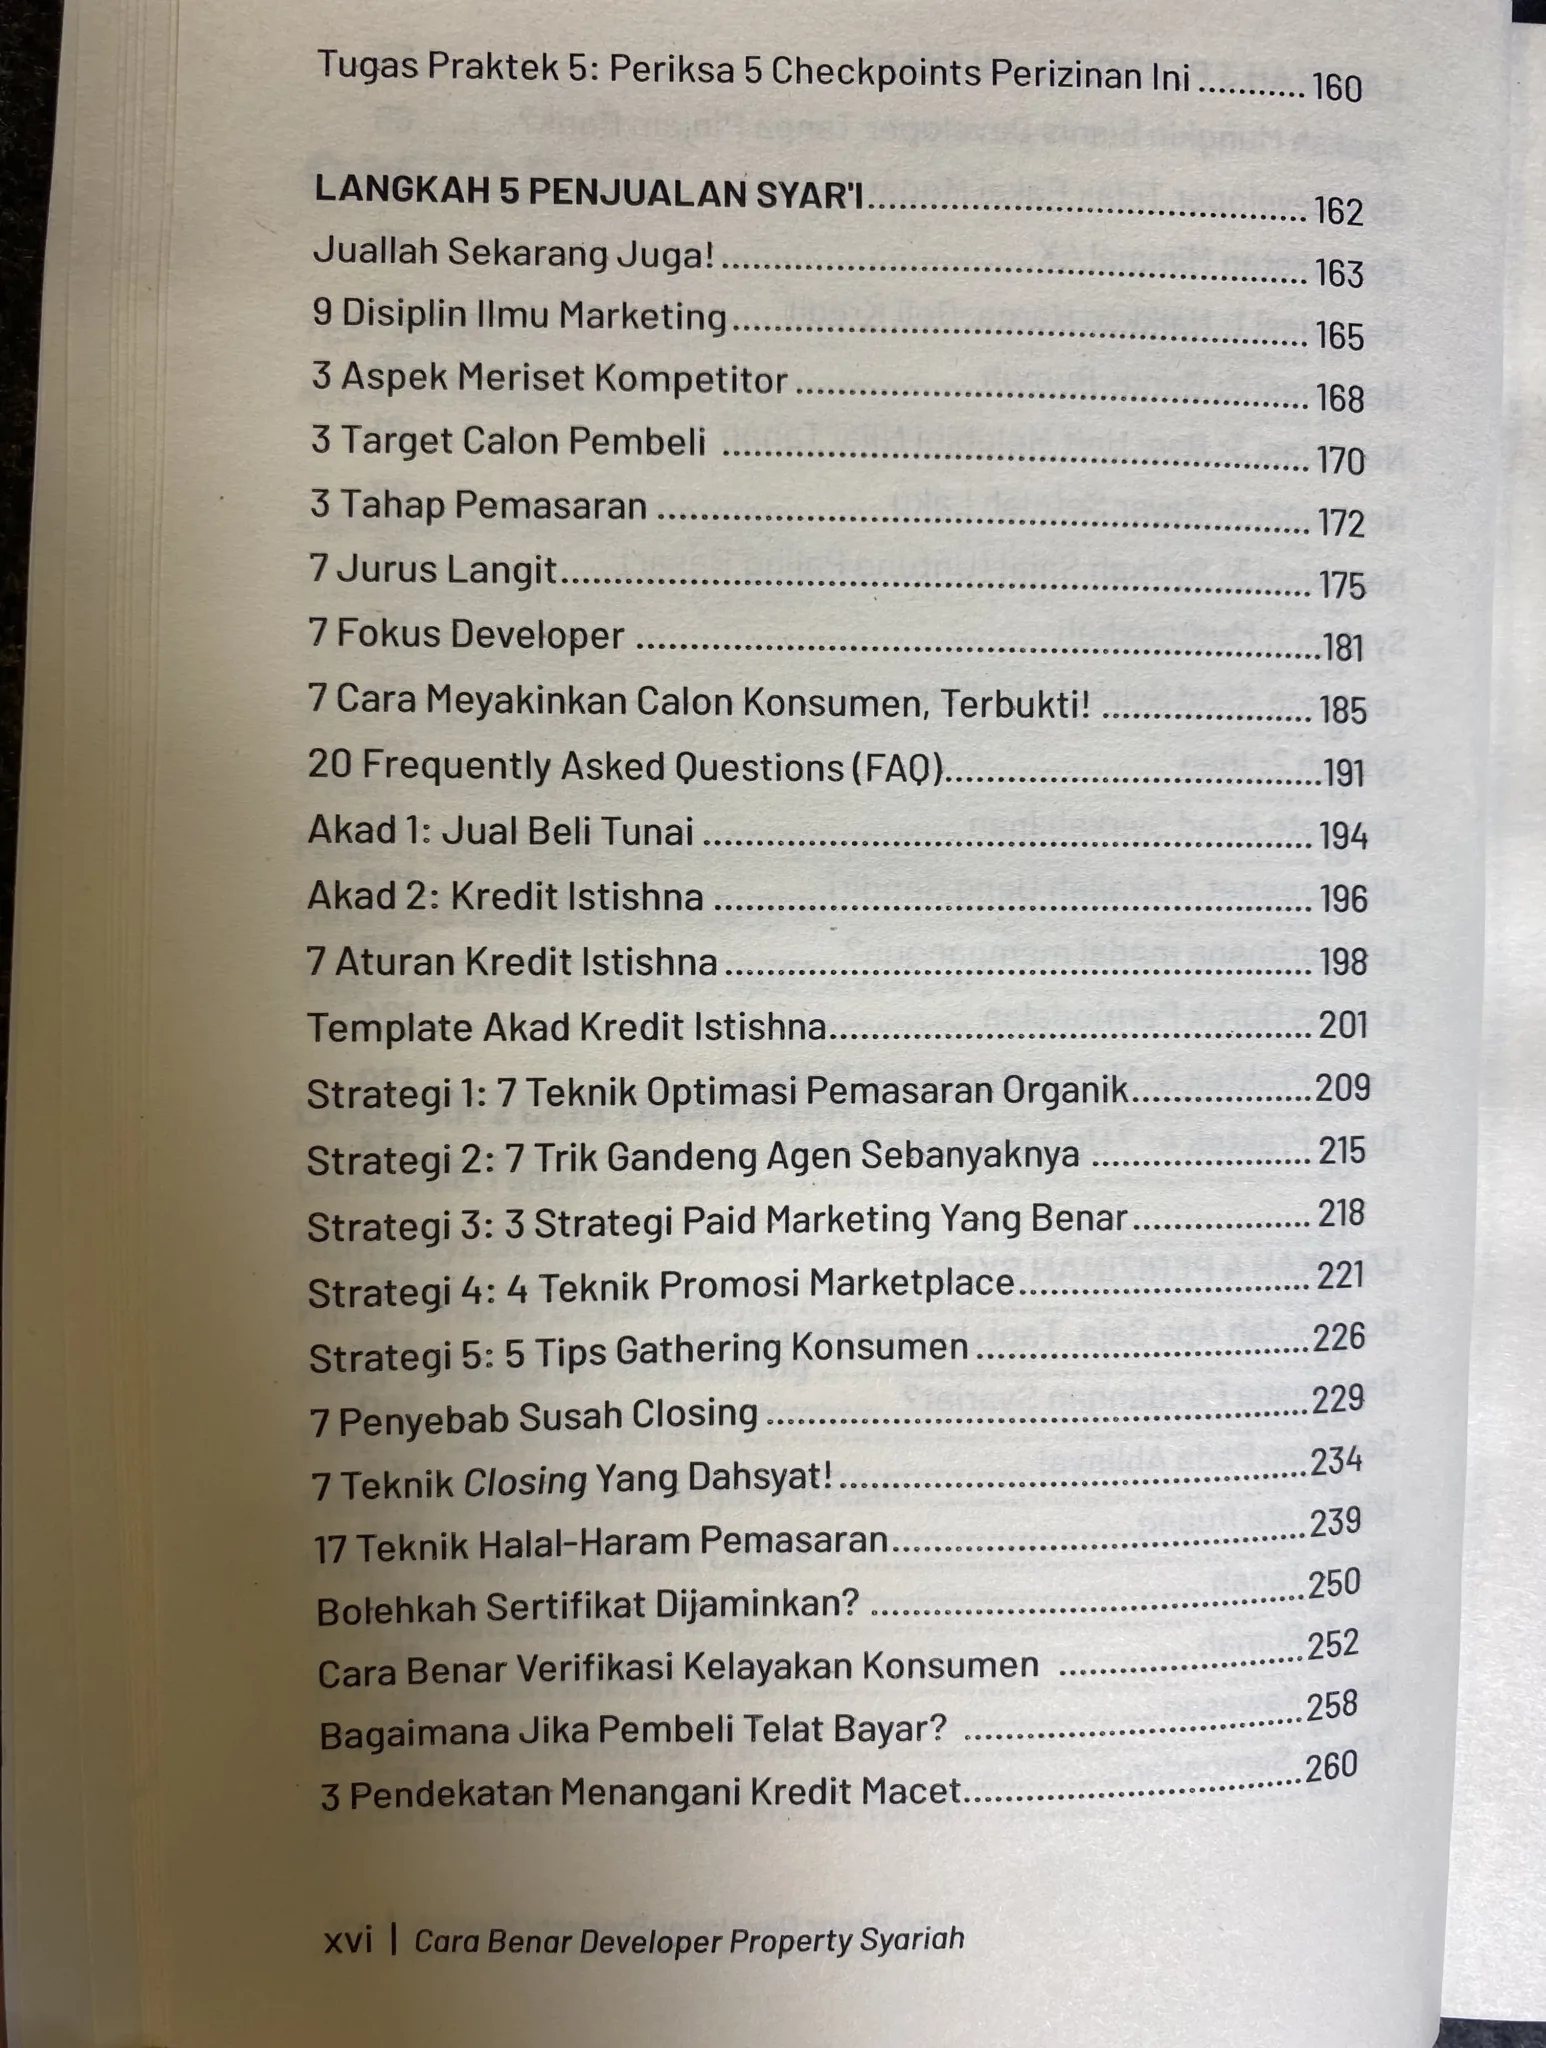 Tugas Praktek 5: Periksa 5 Checkpoints Perizinan Ini ........... 160
LANGKAH 5 PENJUALAN SYAR'I ............................................ 162
Juallah Sekarang Juga! .......................................................... 163
9 Disiplin Ilmu Marketing ......................................................... 165
3 Aspek Meriset Kompetitor ................................................... 168
3 Target Calon Pembeli .......................................................... 170
3 Tahap Pemasaran ................................................................ 172
7 Jurus Langit .......................................................................... 175
7 Fokus Developer .................................................................... 181
7 Cara Meyakinkan Calon Konsumen, Terbukti! ..................... 185
20 Frequently Asked Questions (FAQ) ..................................... 191
Akad 1: Jual Beli Tunai ............................................................ 194
Akad 2: Kredit Istishna ........................................................... 196
7 Aturan Kredit Istishna .......................................................... 198
Template Akad Kredit Istishna ................................................ 201
Strategi 1: 7 Teknik Optimasi Pemasaran Organik .................. 209
Strategi 2: 7 Trik Gandeng Agen Sebanyaknya ...................... 215
Strategi 3: 3 Strategi Paid Marketing Yang Benar .................. 218
Strategi 4: 4 Teknik Promosi Marketplace ............................. 221
Strategi 5: 5 Tips Gathering Konsumen ................................. 226
7 Penyebab Susah Closing ...................................................... 229
7 Teknik Closing Yang Dahsyat! ............................................... 234
17 Teknik Halal-Haram Pemasaran ......................................... 239
Bolehkah Sertifikat Dijaminkan? ........................................... 250
Cara Benar Verifikasi Kelayakan Konsumen ......................... 252
Bagaimana Jika Pembeli Telat Bayar? .................................. 258
3 Pendekatan Menangani Kredit Macet .................................. 260
xvi | Cara Benar Developer Property Syariah